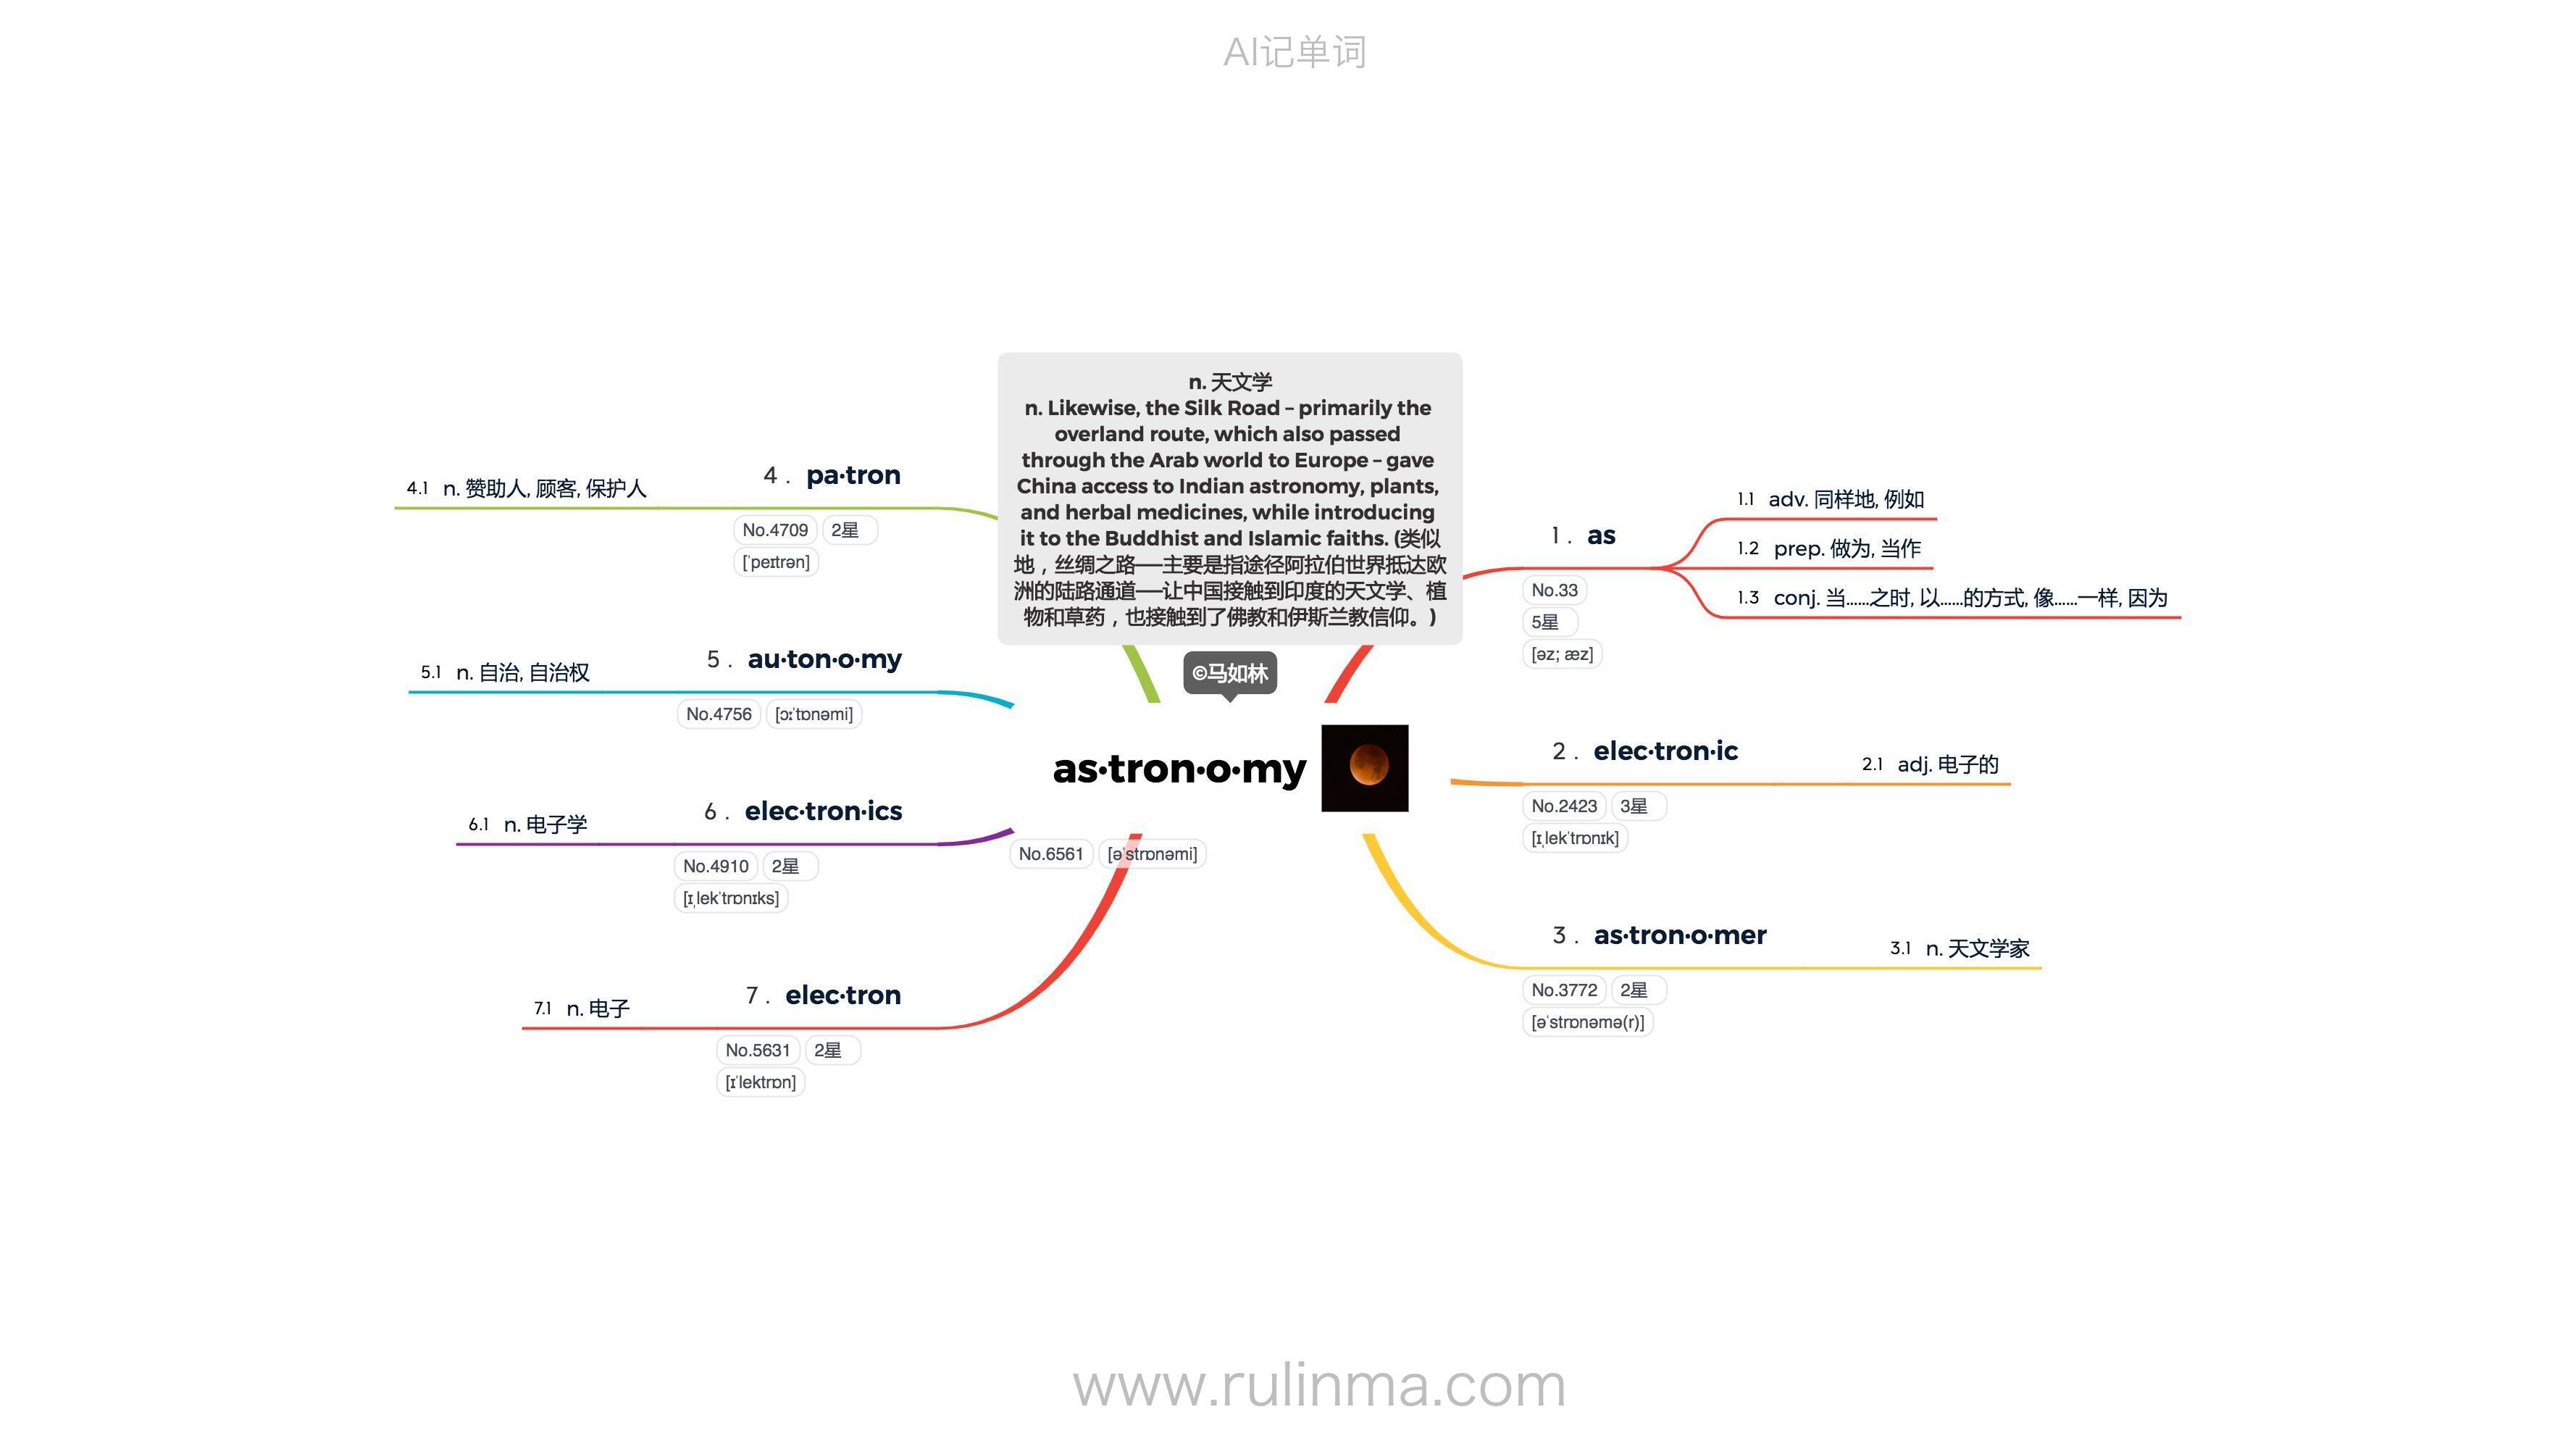 AI记单词
n. 天文学
n. Likewise, the Silk Road – primarily the
overland route, which also passed
through the Arab world to Europe – gave
China access to Indian astronomy, plants,
and herbal medicines, while introducing
it to the Buddhist and Islamic faiths. (类似
地，丝绸之路——主要是指途径阿拉伯世界抵达欧
洲的陆路通道——让中国接触到印度的天文学、植
物和草药，也接触到了佛教和伊斯兰教信仰。)
©马如林
as·tron·o·my
No.6561 [əˈstrɒnəmi]
1 . as
No.33
5星
[əz; æz]
1.1 adv. 同样地, 例如
1.2 prep. 做为, 当作
1.3 conj. 当……之时, 以……的方式, 像……一样, 因为
2 . elec·tron·ic
No.2423 3星
[ɪˌlekˈtrɒnɪk]
2.1 adj. 电子的
3 . as·tron·o·mer
No.3772 2星
[əˈstrɒnəmə(r)]
3.1 n. 天文学家
4 . pa·tron
No.4709 2星
[ˈpeɪtrən]
4.1 n. 赞助人, 顾客, 保护人
5 . au·ton·o·my
No.4756 [ɔːˈtɒnəmi]
5.1 n. 自治, 自治权
6 . elec·tron·ics
No.4910 2星
[ɪˌlekˈtrɒnɪks]
6.1 n. 电子学
7 . elec·tron
No.5631 2星
[ɪˈlektrɒn]
7.1 n. 电子
www.rulinma.com